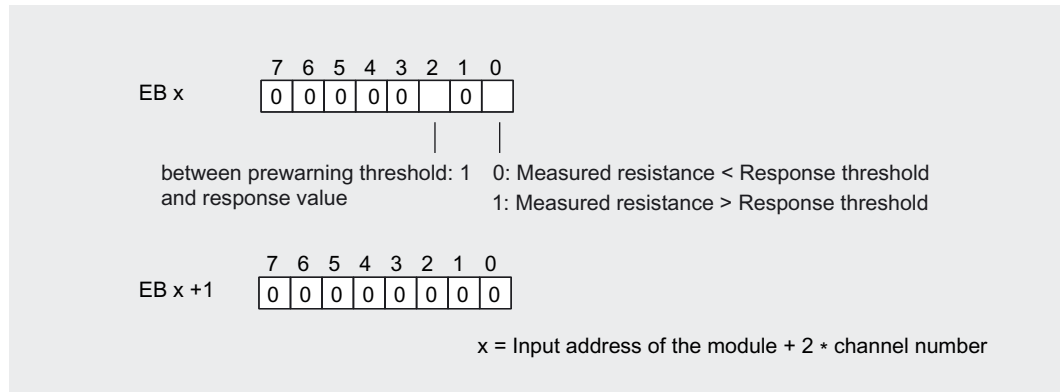 7 6 5 4 3 2 1 0
EB x 0 0 0 0 0 0
between prewarning threshold: 1 0: Measured resistance < Response threshold
and response value 1: Measured resistance > Response threshold
7 6 5 4 3 2 1 0
EB x +1 0 0 0 0 0 0 0 0
x = Input address of the module + 2 * channel number